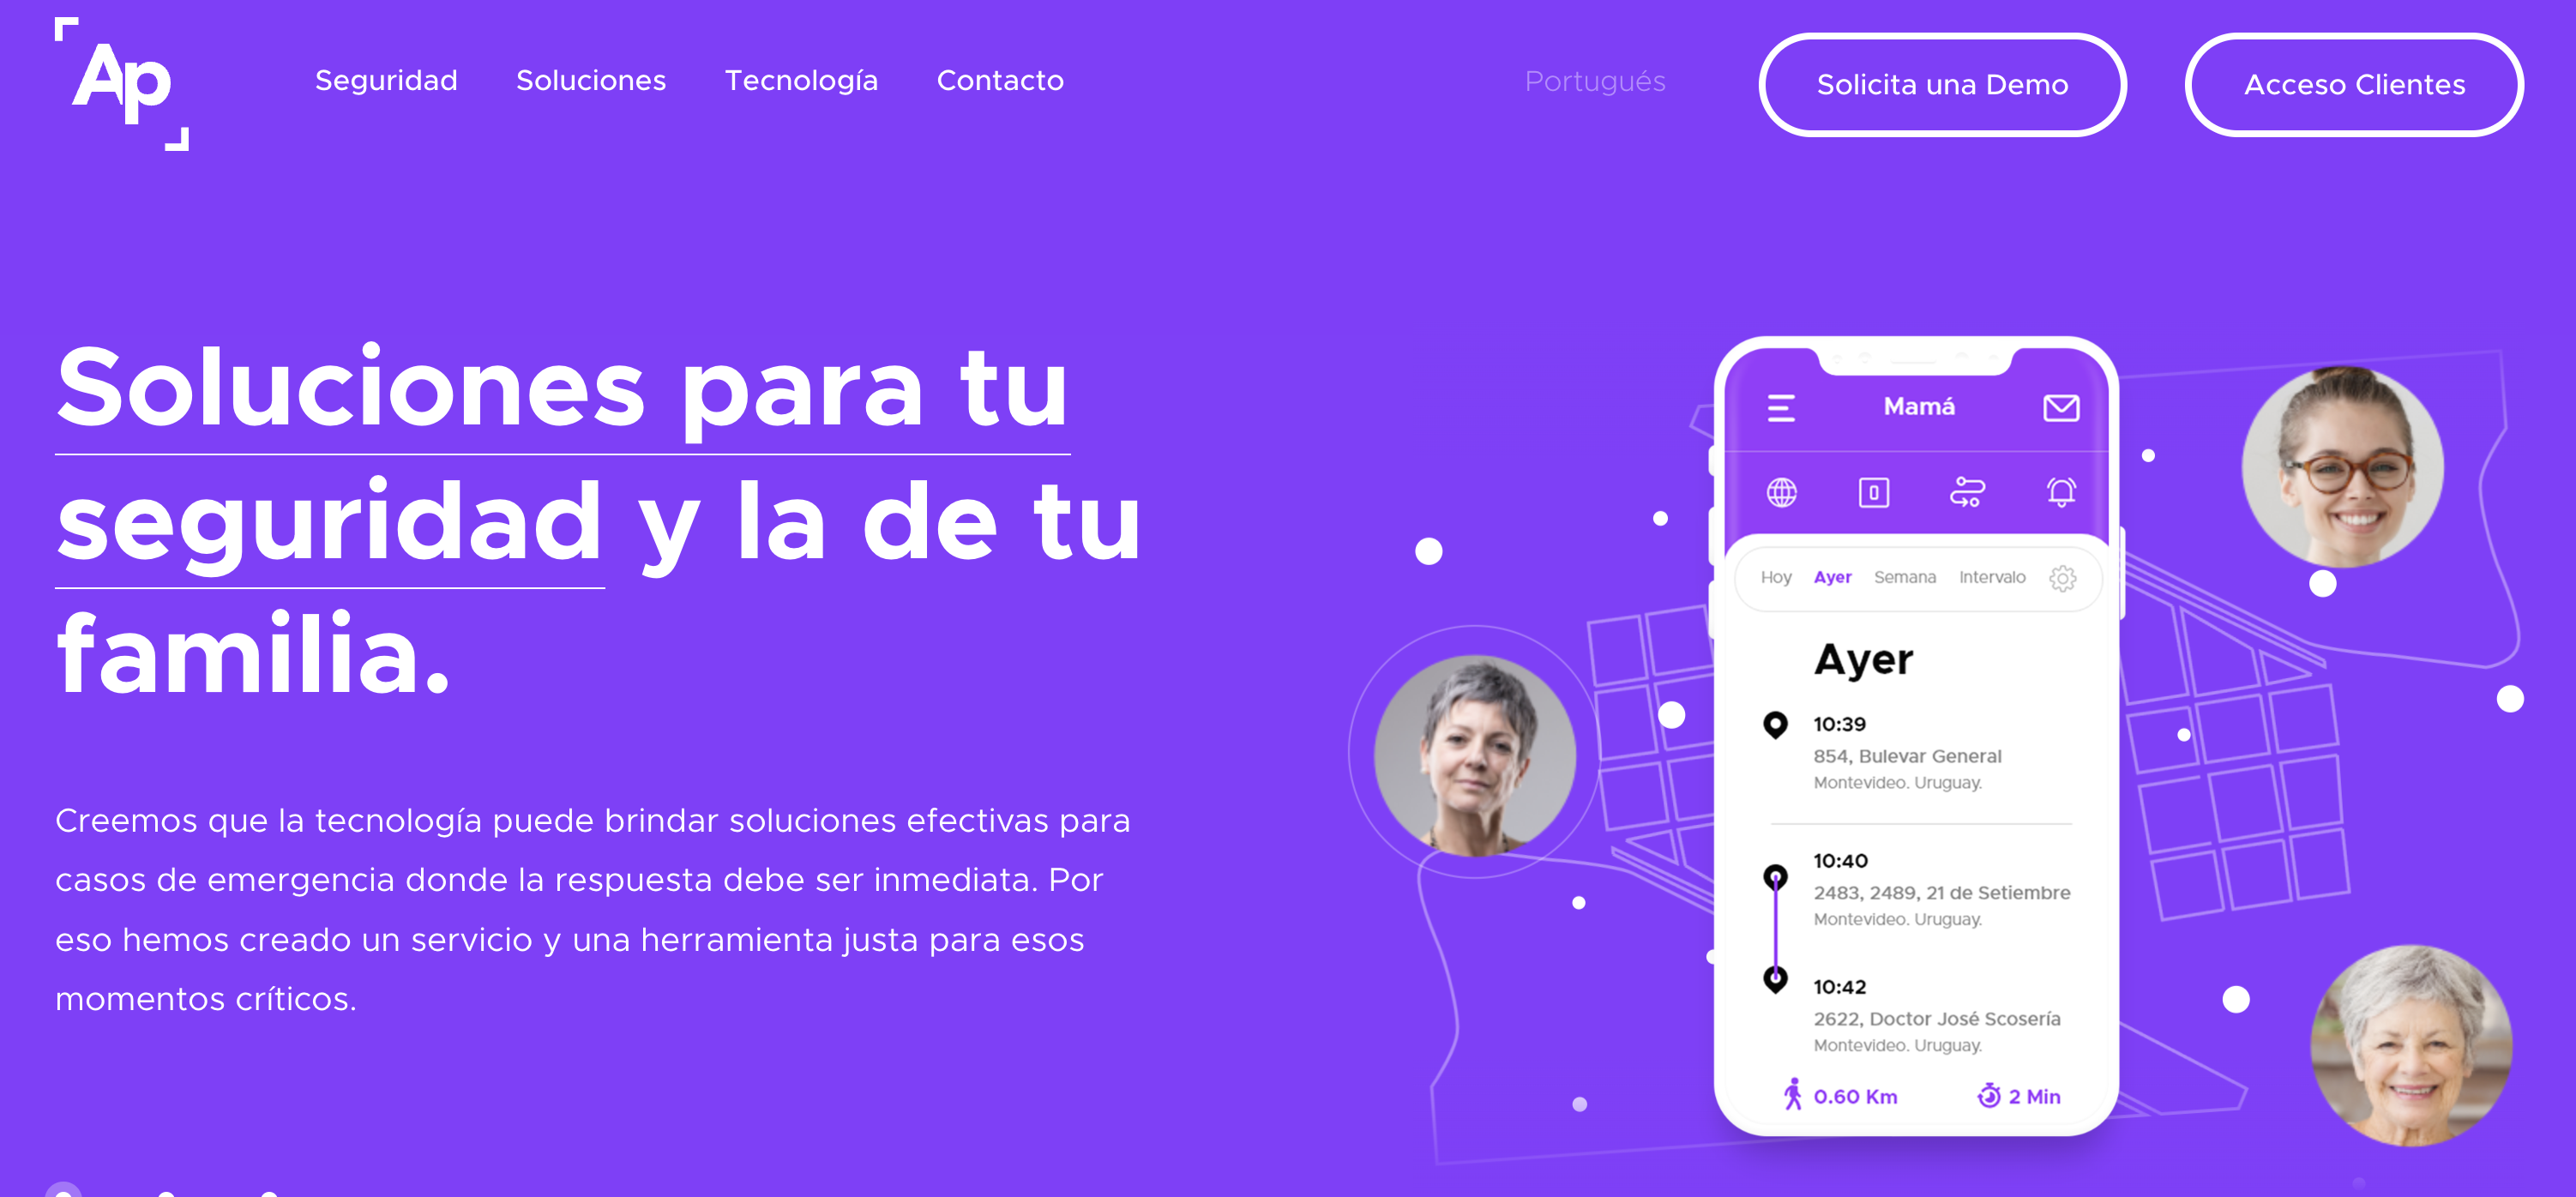 Ap
Seguridad
Soluciones
Tecnología
Contacto
Portugués
Solicita una Demo
Acceso Clientes
Soluciones para tu
seguridad y la de tu
familia.
Creemos que la tecnología puede brindar soluciones efectivas para
casos de emergencia donde la respuesta debe ser inmediata. Por
eso hemos creado un servicio y una herramienta justa para esos
momentos críticos.
Mamá
0
Hoy Ayer Semana Intervalo
Ayer
10:39
854, Bulevar General
Montevideo. Uruguay.
10:40
2483, 2489, 21 de Setiembre
Montevideo. Uruguay.
10:42
2622, Doctor José Scosería
Montevideo. Uruguay.
0.60 Km
2 Min